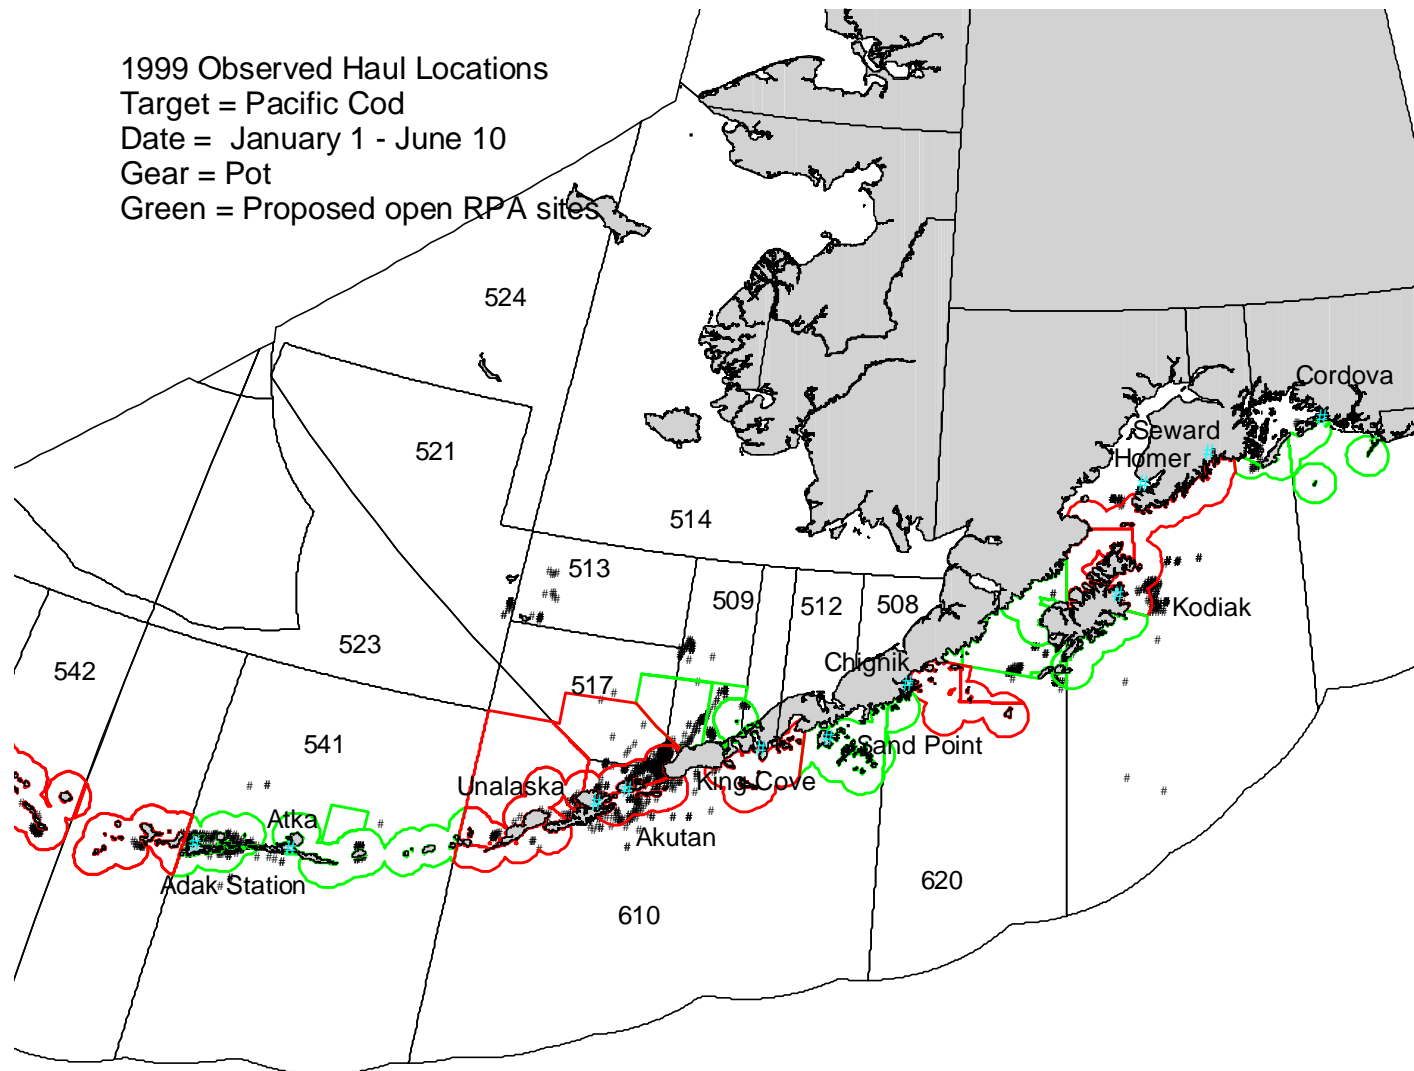 1999 Observed Haul Locations
Target = Pacific Cod
Date = January 1 - June 10
Gear = Pot
Green = Proposed open RPA sites
524
Cordova
Seward
521
Homer
514
513
509
512
508
Kodiak
523
542
Chignik
517
541
Sand Point
Unalaska
King Cove
Atka
Akutan
Adak Station
620
610